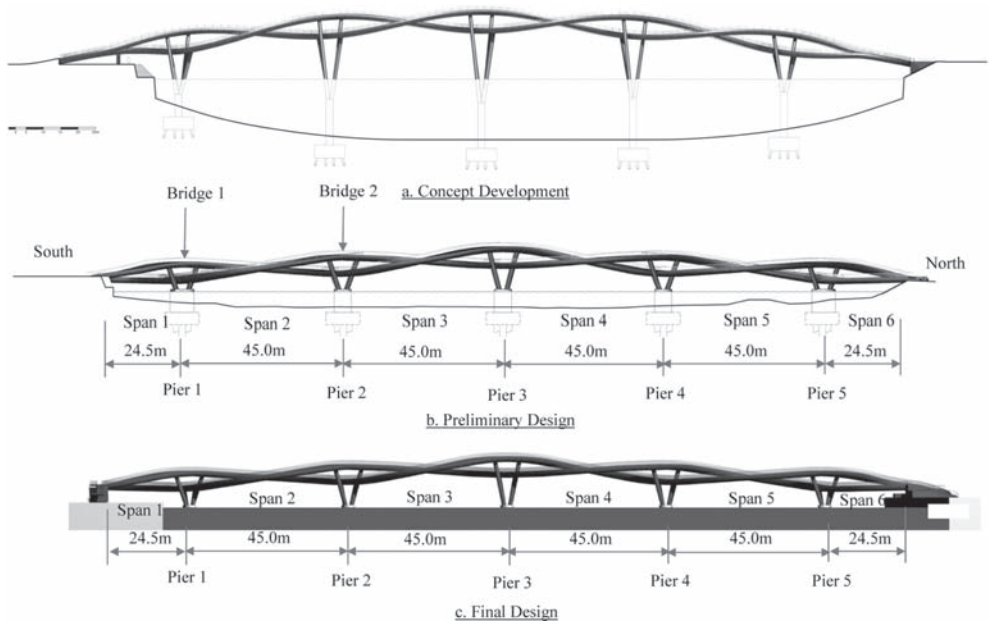 a. Concept Development
Bridge 1
Bridge 2
South
North
Span 1
Span 2
Span 3
Span 4
Span 5
Span 6
24.5m
45.0m
45.0m
45.0m
45.0m
24.5m
Pier 1
Pier 2
Pier 3
Pier 4
Pier 5
b. Preliminary Design
Span 1
Span 2
Span 3
Span 4
Span 5
Span 6
24.5m
45.0m
45.0m
45.0m
45.0m
24.5m
Pier 1
Pier 2
Pier 3
Pier 4
Pier 5
c. Final Design